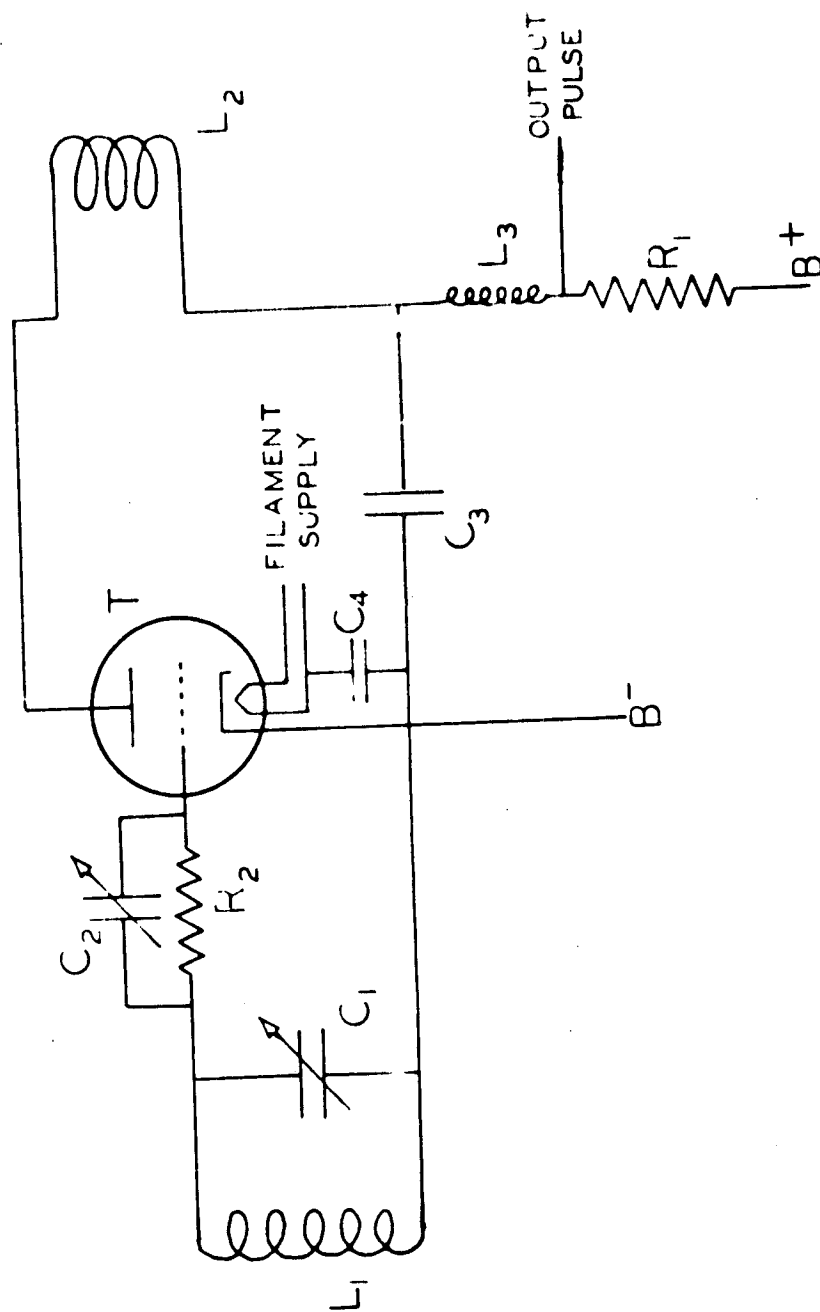 L2
T
C2
R2
FILAMENT
SUPPLY
L3
OUTPUT
PULSE
C1
C4
C3
R1
L1
B-
B+